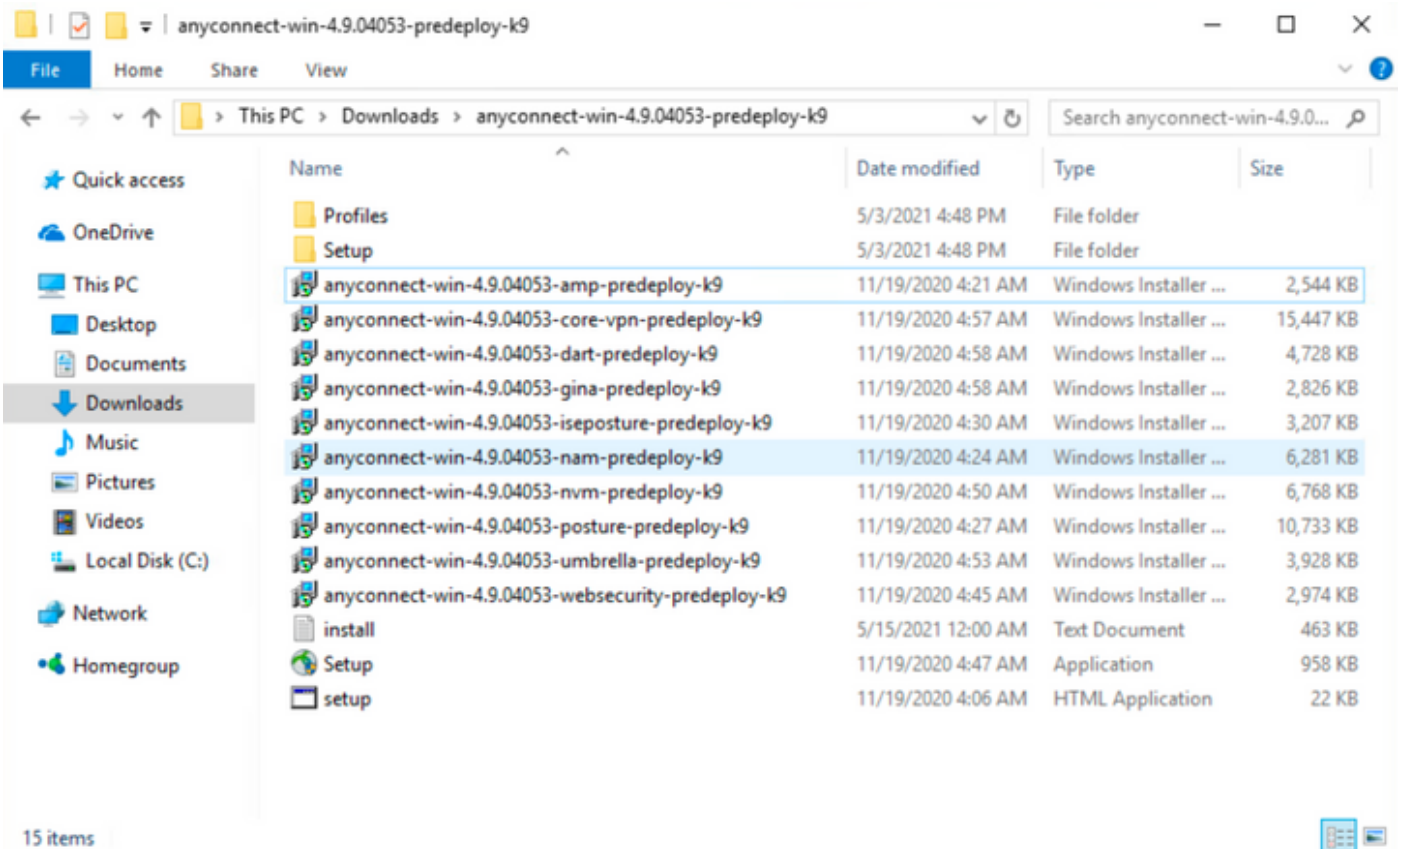 anyconnect-win-4.9.04053-predeploy-k9
File Home Share View
This PC > Downloads > anyconnect-win-4.9.04053-predeploy-k9 Search anyconnect-win-4.9.0...
Name Date modified Type Size
Quick access
OneDrive
This PC
Desktop
Documents
Downloads
Music
Pictures
Videos
Local Disk (C:)
Network
Homegroup
Profiles 5/3/2021 4:48 PM File folder
Setup 5/3/2021 4:48 PM File folder
anyconnect-win-4.9.04053-amp-predeploy-k9 11/19/2020 4:21 AM Windows Installer ... 2,544 KB
anyconnect-win-4.9.04053-core-vpn-predeploy-k9 11/19/2020 4:57 AM Windows Installer ... 15,447 KB
anyconnect-win-4.9.04053-dart-predeploy-k9 11/19/2020 4:58 AM Windows Installer ... 4,728 KB
anyconnect-win-4.9.04053-gina-predeploy-k9 11/19/2020 4:58 AM Windows Installer ... 2,826 KB
anyconnect-win-4.9.04053-iseposture-predeploy-k9 11/19/2020 4:30 AM Windows Installer ... 3,207 KB
anyconnect-win-4.9.04053-nam-predeploy-k9 11/19/2020 4:24 AM Windows Installer ... 6,281 KB
anyconnect-win-4.9.04053-nvm-predeploy-k9 11/19/2020 4:50 AM Windows Installer ... 6,768 KB
anyconnect-win-4.9.04053-posture-predeploy-k9 11/19/2020 4:27 AM Windows Installer ... 10,733 KB
anyconnect-win-4.9.04053-umbrella-predeploy-k9 11/19/2020 4:53 AM Windows Installer ... 3,928 KB
anyconnect-win-4.9.04053-websecurity-predeploy-k9 11/19/2020 4:45 AM Windows Installer ... 2,974 KB
install 5/15/2021 12:00 AM Text Document 463 KB
Setup 11/19/2020 4:47 AM Application 958 KB
setup 11/19/2020 4:06 AM HTML Application 22 KB
15 items